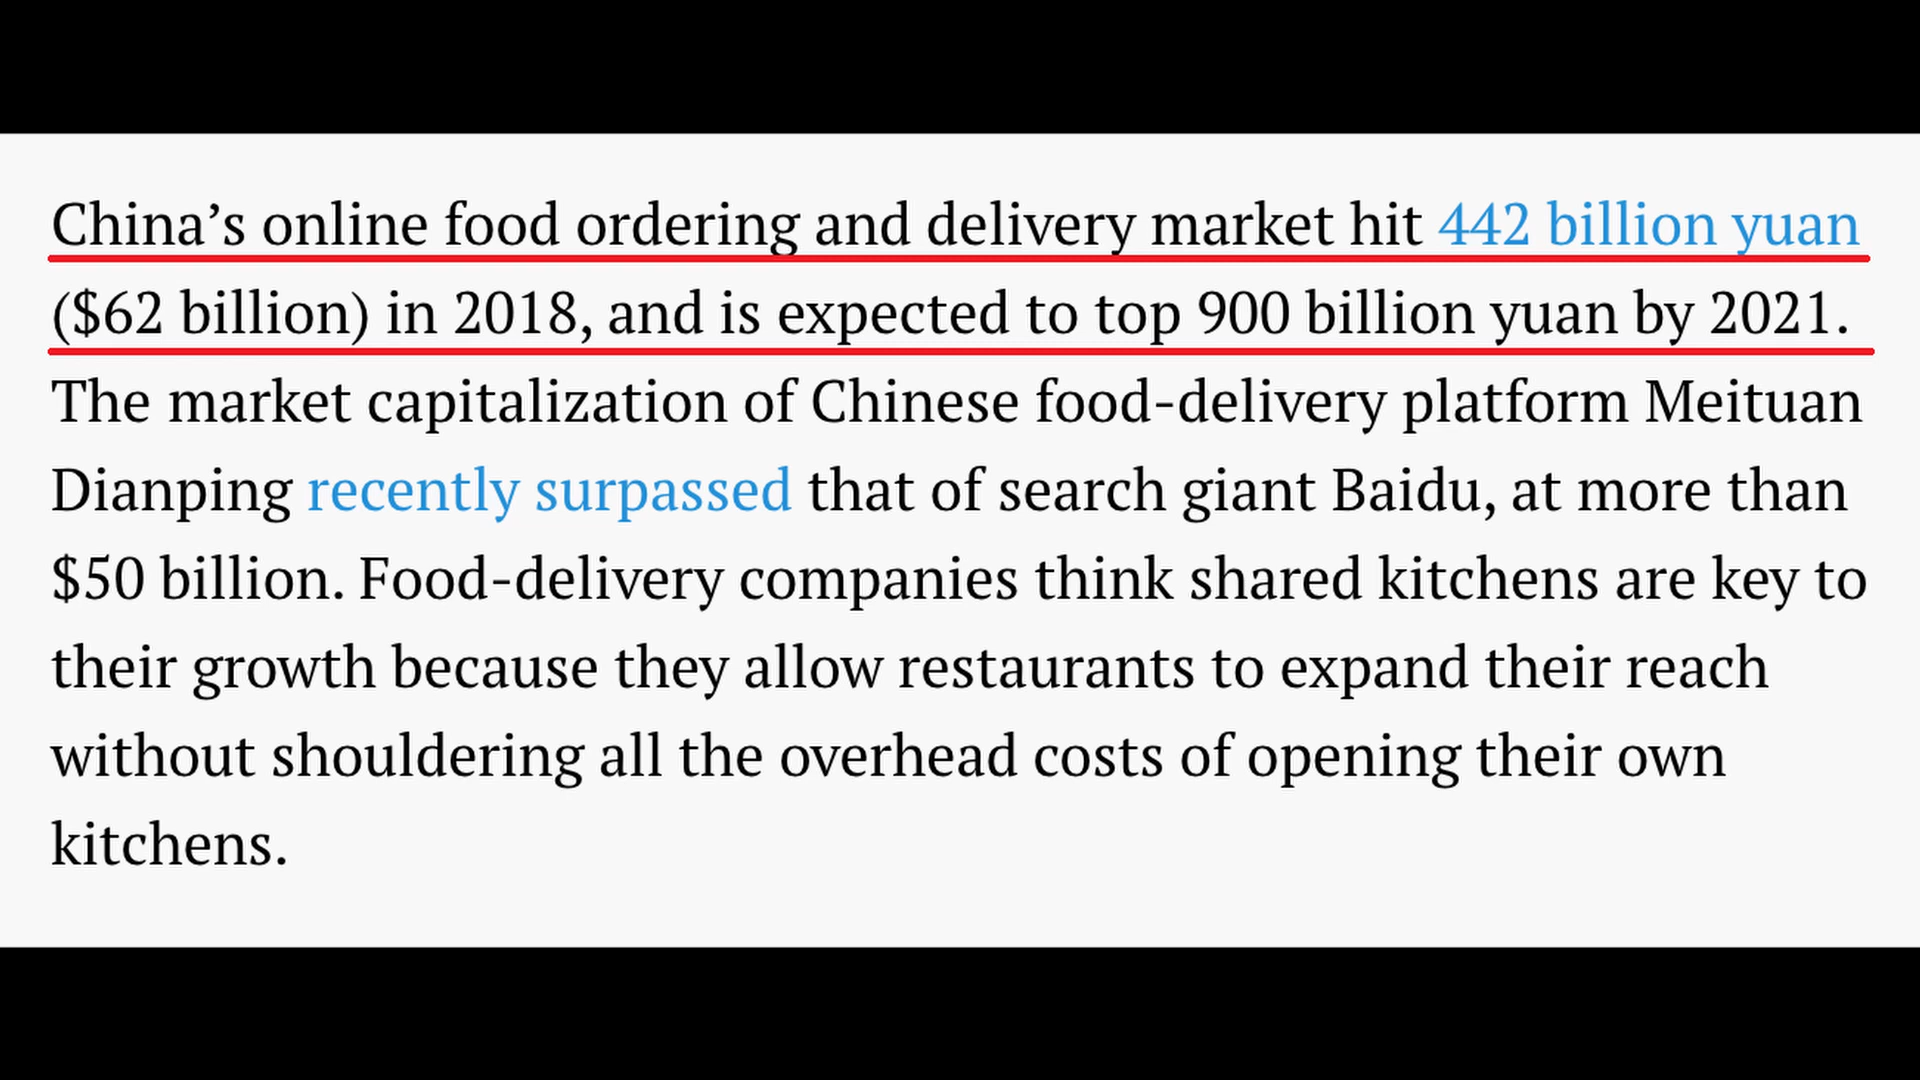 China’s online food ordering and delivery market hit 442 billion yuan
($62 billion) in 2018, and is expected to top 900 billion yuan by 2021.
The market capitalization of Chinese food-delivery platform Meituan
Dianping recently surpassed that of search giant Baidu, at more than
$50 billion. Food-delivery companies think shared kitchens are key to
their growth because they allow restaurants to expand their reach
without shouldering all the overhead costs of opening their own
kitchens.